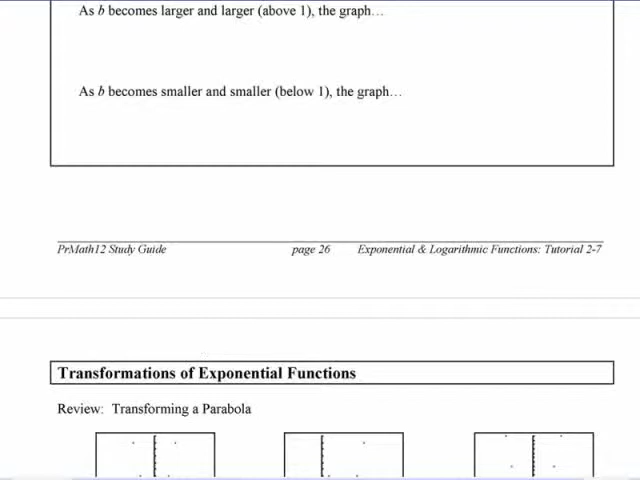 As b becomes larger and larger (above 1), the graph…
As b becomes smaller and smaller (below 1), the graph…
PrMath12 Study Guide page 26 Exponential & Logarithmic Functions: Tutorial 2-7
Transformations of Exponential Functions
Review: Transforming a Parabola